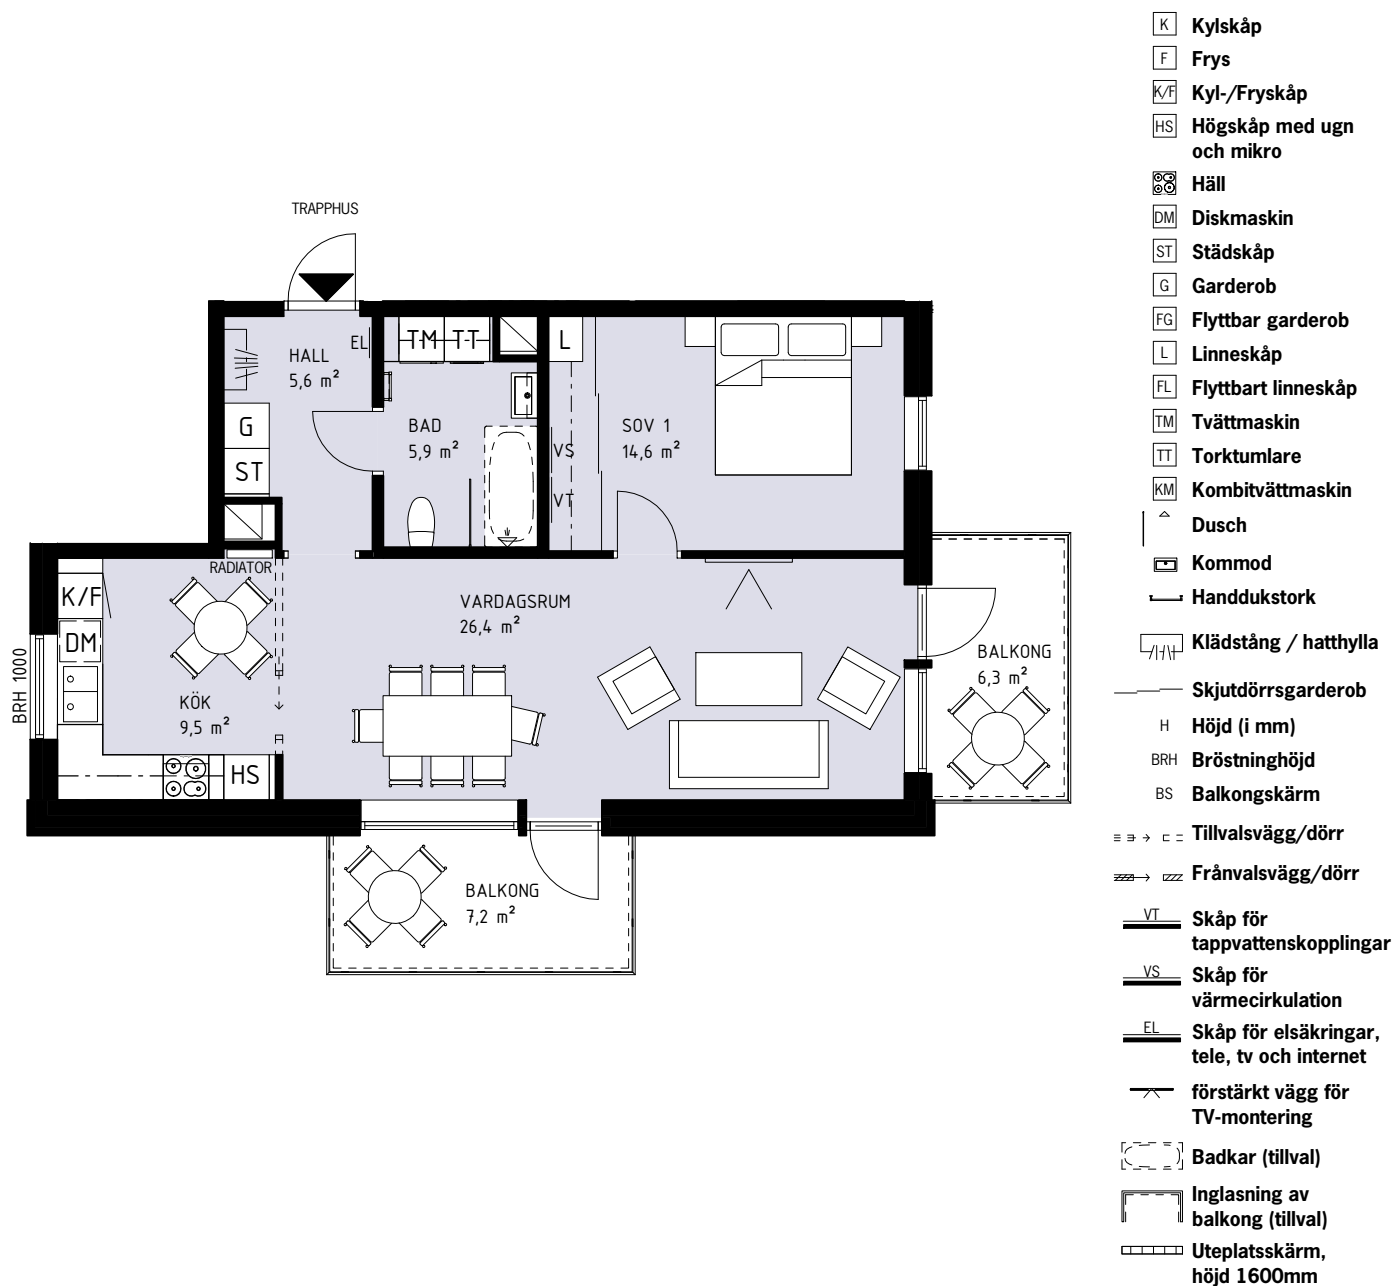 TRAPPHUS
HALL
5,6 m²
EL
TM
TT
L
G
ST
BAD
5,9 m²
VS
VT
SOV 1
14,6 m²
RADIATOR
K/F
DM
BRH 1000
KÖK
9,5 m²
HS
VARDAGSRUM
26,4 m²
BALKONG
6,3 m²
BALKONG
7,2 m²
K Kylskåp
F Frys
K/F Kyl-/Fryskåp
HS Högskåp med ugn
och mikro
Häll
DM Diskmaskin
ST Städskåp
G Garderob
FG Flyttbar garderob
L Linneskåp
FL Flyttbart linneskåp
TM Tvättmaskin
TT Torktumlare
KM Kombitvättmaskin
Dusch
Kommod
Handdukstork
Klädstång / hatthylla
Skjutdörrsgarderob
H Höjd (i mm)
BRH Bröstninghöjd
BS Balkongskärm
Tillvalsvägg/dörr
Frånvalsvägg/dörr
VT Skåp för
tappvattenskopplingar
VS Skåp för
värmecirkulation
EL Skåp för elsäkringar,
tele, tv och internet
förstärkt vägg för
TV-montering
Badkar (tillval)
Inglasning av
balkong (tillval)
Uteplatsskärm,
höjd 1600mm